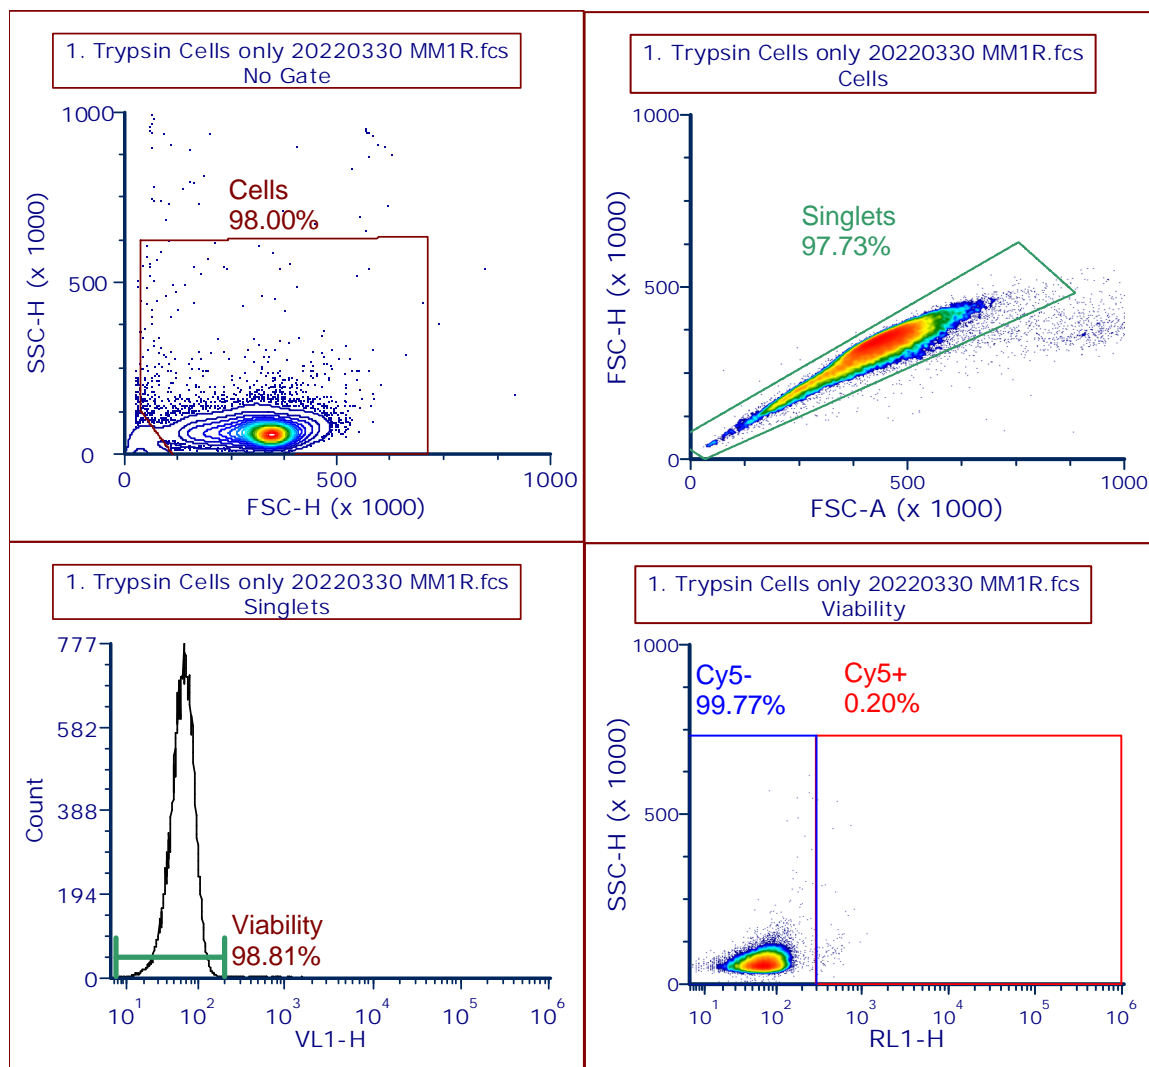 1. Trypsin Cells only 20220330 MM1R.fcs
No Gate
1000
500
0
SSC-H (x 1000)
Cells
98.00%
0
500
1000
FSC-H (x 1000)
1. Trypsin Cells only 20220330 MM1R.fcs
Cells
1000
500
0
FSC-H (x 1000)
Singlets
97.73%
0
500
1000
FSC-A (x 1000)
1. Trypsin Cells only 20220330 MM1R.fcs
Singlets
777
582
388
194
0
Count
Viability
98.81%
10^1
10^2
10^3
10^4
10^5
10^6
VL1-H
1. Trypsin Cells only 20220330 MM1R.fcs
Viability
1000
500
0
SSC-H (x 1000)
Cy5-
99.77%
Cy5+
0.20%
10^1
10^2
10^3
10^4
10^5
10^6
RL1-H